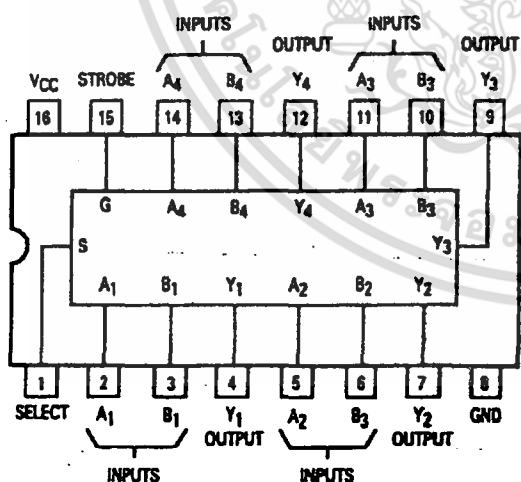 INPUTS INPUTS
OUTPUT OUTPUT
VCC STROBE A4 B4 Y4 A3 B3 Y3
16 15 14 13 12 11 10 9
G A4 B4 Y4 A3 B3
S Y3
A1 B1 Y1 A2 B2 Y2
1 2 3 4 5 6 7 8
SELECT A1 B1 Y1 A2 B3 Y2 GND
OUTPUT OUTPUT
INPUTS INPUTS